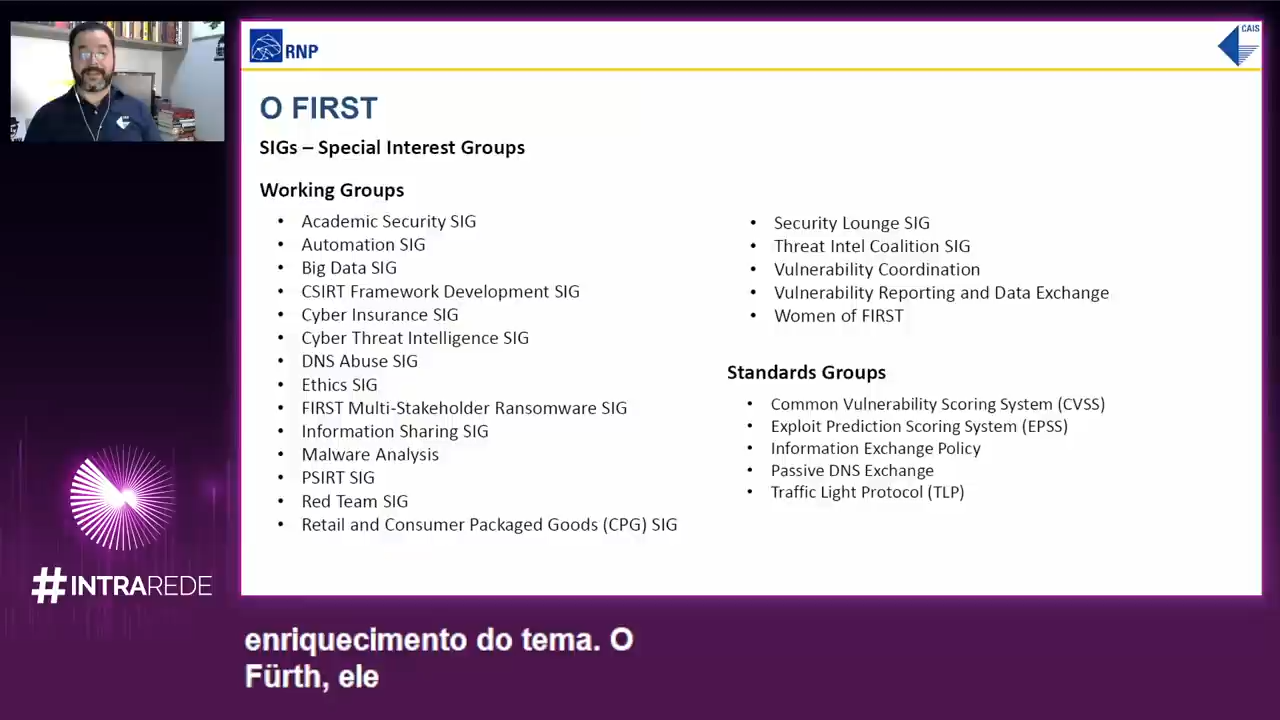 RNP
CAIS
O FIRST
SIGs – Special Interest Groups
Working Groups
• Academic Security SIG
• Automation SIG
• Big Data SIG
• CSIRT Framework Development SIG
• Cyber Insurance SIG
• Cyber Threat Intelligence SIG
• DNS Abuse SIG
• Ethics SIG
• FIRST Multi-Stakeholder Ransomware SIG
• Information Sharing SIG
• Malware Analysis
• PSIRT SIG
• Red Team SIG
• Retail and Consumer Packaged Goods (CPG) SIG
• Security Lounge SIG
• Threat Intel Coalition SIG
• Vulnerability Coordination
• Vulnerability Reporting and Data Exchange
• Women of FIRST
Standards Groups
• Common Vulnerability Scoring System (CVSS)
• Exploit Prediction Scoring System (EPSS)
• Information Exchange Policy
• Passive DNS Exchange
• Traffic Light Protocol (TLP)
#INTRAREDE
enriquecimento do tema. O
Fürth, ele